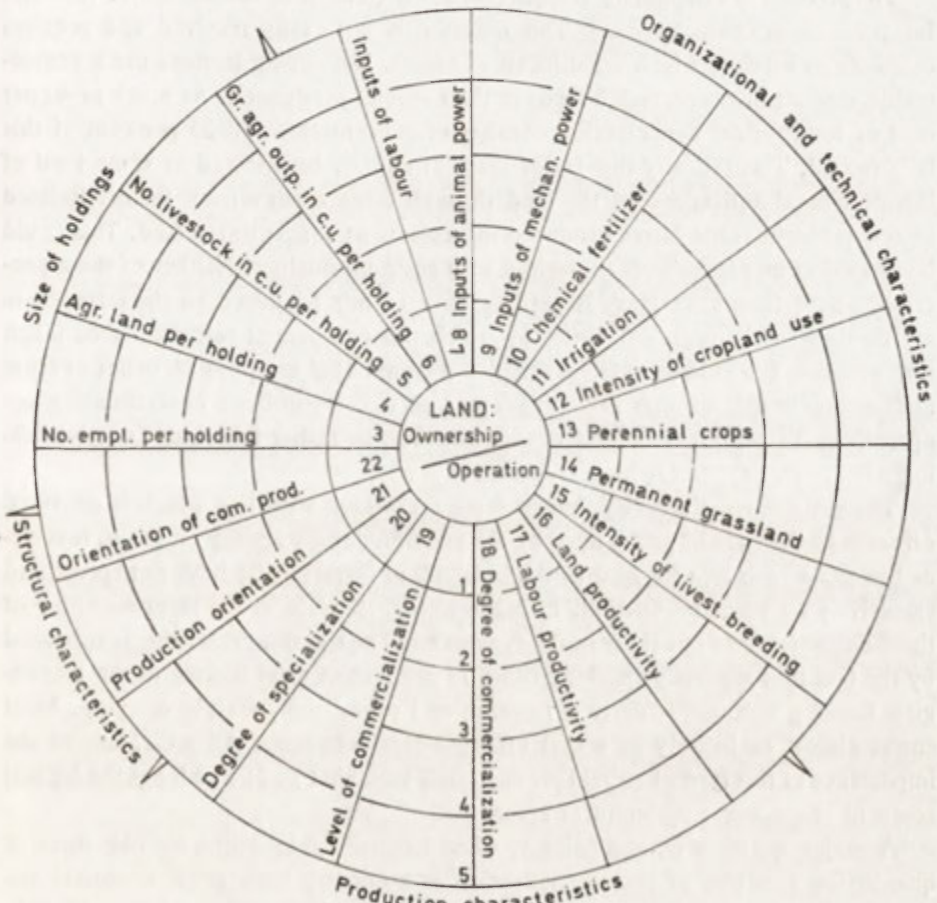 Organizational and technical characteristics
Size of holdings
Structural characteristics
Production characteristics
LAND:
Ownership
Operation
3 No. empl. per holding
4 Agr. land per holding
5 No. livestock in c.u per holding
6 Gr. agr. outp. in c.u. per holding
7 Inputs of labour
8 Inputs of animal power
9 Inputs of mechan. power
10 Chemical fertilizer
11 Irrigation
12 Intensity of cropland use
13 Perennial crops
14 Permanent grassland
15 Intensity of livest. breeding
16 Land productivity
17 Labour productivity
18 Degree of commercialization
19 Level of commercialization
20 Degree of specialization
21 Production orientation
22 Orientation of com. prod.
1
2
3
4
5